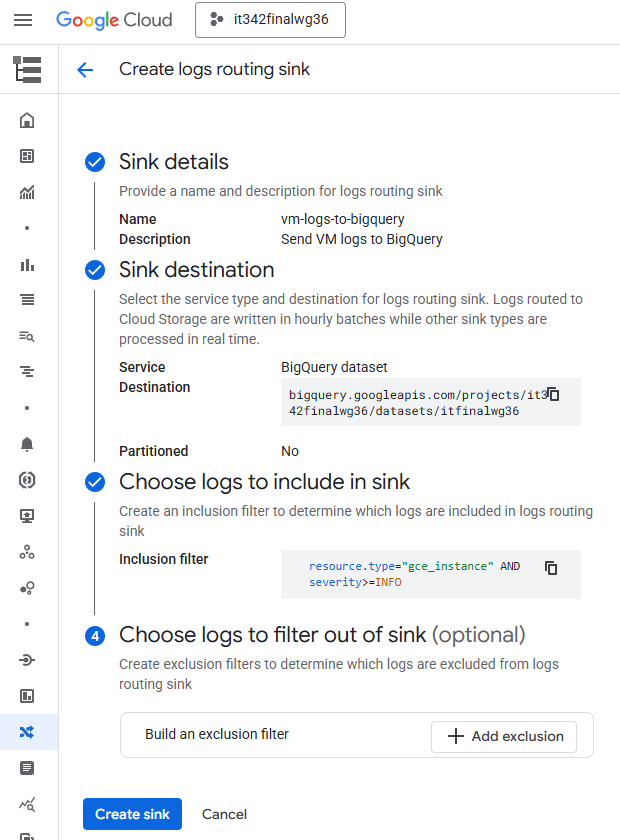 Google Cloud
it342finalwg36
Create logs routing sink
Sink details
Provide a name and description for logs routing sink
Name vm-logs-to-bigquery
Description Send VM logs to BigQuery
Sink destination
Select the service type and destination for logs routing sink. Logs routed to
Cloud Storage are written in hourly batches while other sink types are
processed in real time.
Service BigQuery dataset
Destination
bigquery.googleapis.com/projects/it3
42finalwg36/datasets/itfinalwg36
Partitioned No
Choose logs to include in sink
Create an inclusion filter to determine which logs are included in logs routing
sink
Inclusion filter
resource.type="gce_instance" AND
severity>=INFO
4 Choose logs to filter out of sink (optional)
Create exclusion filters to determine which logs are excluded from logs
routing sink
Build an exclusion filter
Add exclusion
Create sink Cancel